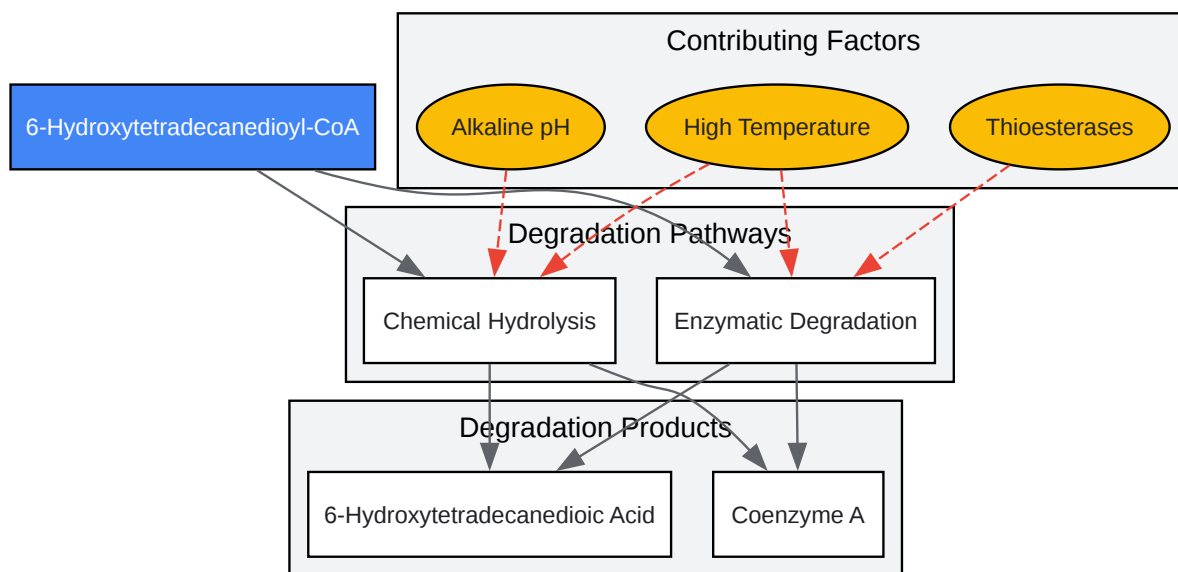 Contributing Factors
6-Hydroxytetradecanedioyl-CoA
Alkaline pH
High Temperature
Thioesterases
Degradation Pathways
Chemical Hydrolysis
Enzymatic Degradation
Degradation Products
6-Hydroxytetradecanedioic Acid
Coenzyme A